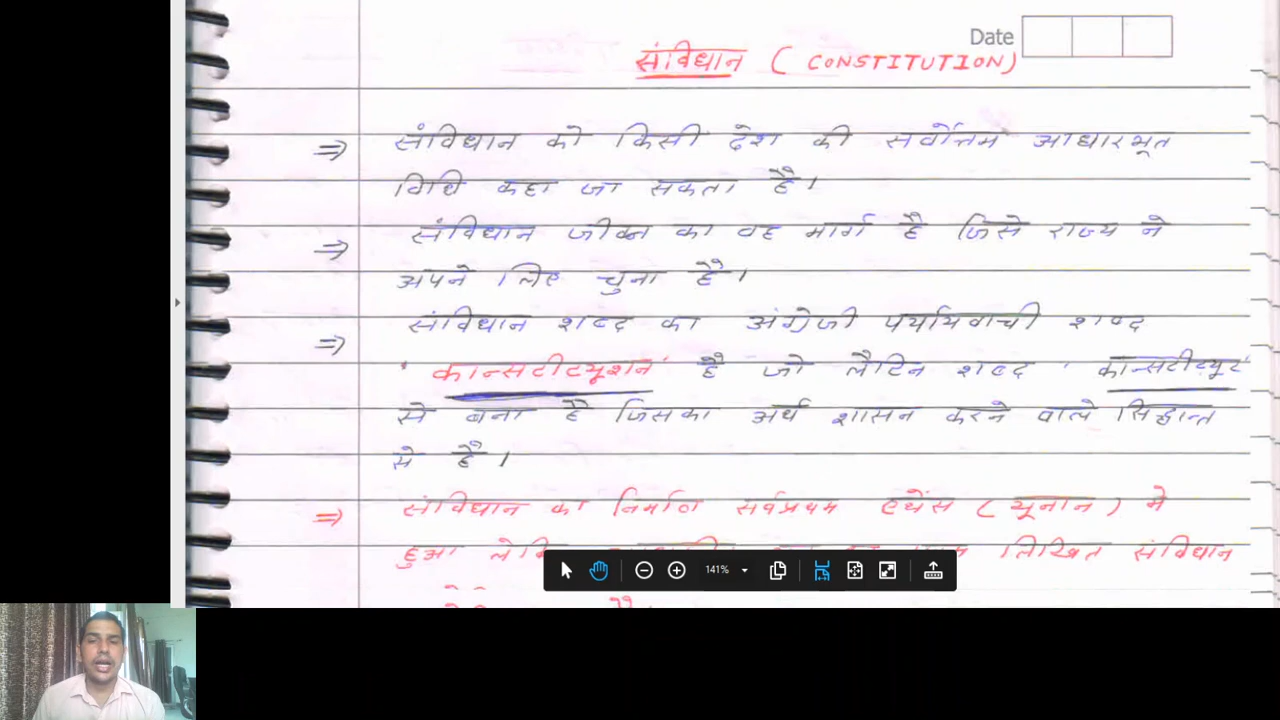 Date
संविधान ( CONSTITUTION)
⇒ संविधान को किसी देश की सर्वोत्तम आधारभूत
विधि कहा जा सकता है।
⇒ संविधान जीवन का वह मार्ग है जिसे राज्य ने
अपने लिए चुना है।
⇒ संविधान शब्द का अंग्रेजी पर्यायवाची शब्द
'कान्सटीट्यूशन' है जो लैटिन शब्द 'कान्सटीट्यूट'
से बना है जिसका अर्थ शासन करने वाले सिद्धान्त
से है।
⇒ संविधान का निर्माण सर्वप्रथम एथेंस ( यूनान ) मे
हुआ लिखित संविधान
141%